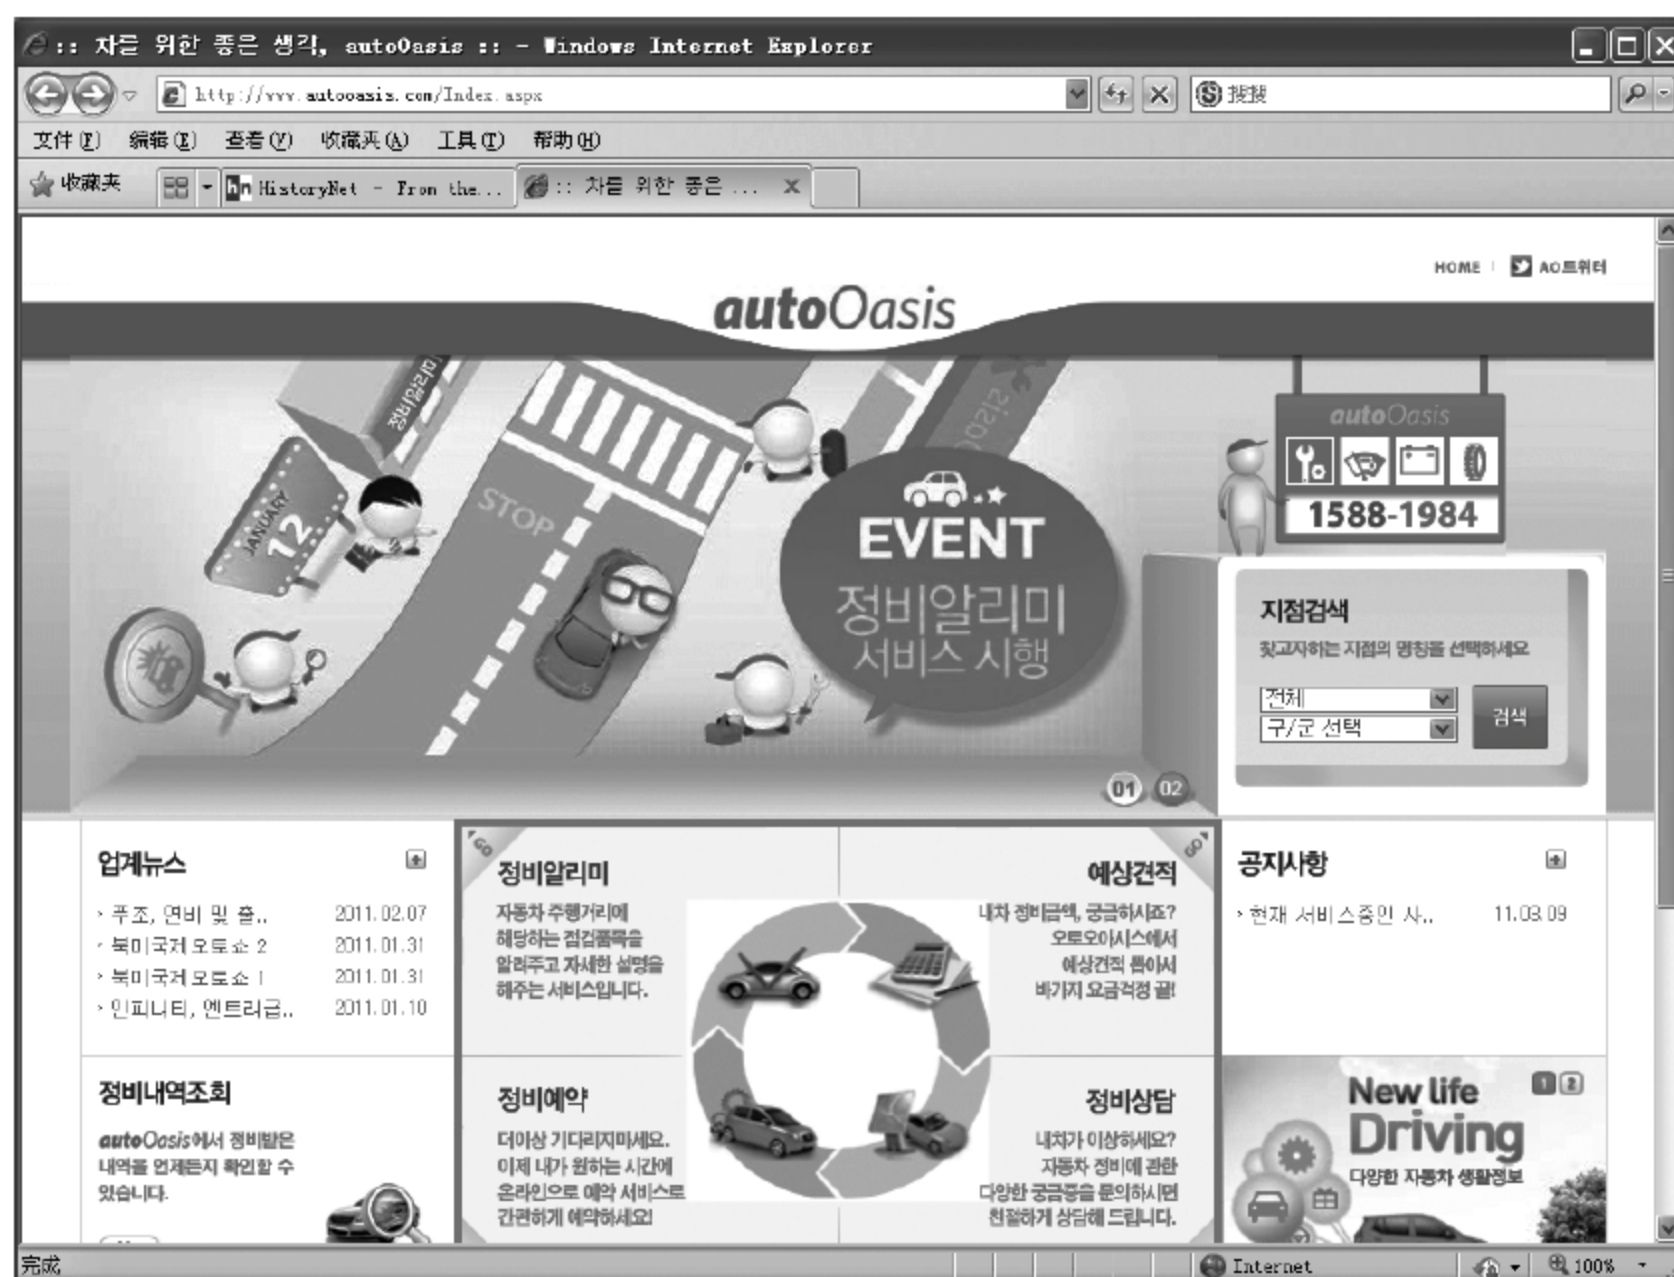 :: 차를 위한 좋은 생각, autoOasis :: - Windows Internet Explorer
http://www.autooasis.com/Index.aspx
搜搜
文件(F) 编辑(E) 查看(V) 收藏夹(A) 工具(T) 帮助(H)
收藏夹
HistoryNet - From the...
:: 차를 위한 좋은 ...
HOME
AO트위터
autoOasis
정비알리미
JANUARY
12
STOP
EVENT
정비알리미
서비스 시행
autoOasis
1588-1984
지점검색
찾고자하는 지점의 명칭을 선택하세요
전체
구/군 선택
검색
01 02
업계뉴스
푸조, 연비 및 출.. 2011.02.07
북미국제모토쇼 2 2011.01.31
북미국제모토쇼 1 2011.01.31
인피니티, 엔트리급.. 2011.01.10
GO
정비알리미
자동차 주행거리에
해당하는 점검품목을
알려주고 자세한 설명을
해주는 서비스입니다.
GO
예상견적
내차 정비금액, 궁금하시죠?
오토오아시스에서
예상견적 뽑아서
바가지 요금걱정 끝!
공지사항
현재 서비스중인 사.. 11.03.09
정비내역조회
autoOasis에서 정비받은
내역을 언제든지 확인할 수
있습니다.
정비예약
더이상 기다리지마세요.
이제 내가 원하는 시간에
온라인으로 예약 서비스로
간편하게 예약하세요!
정비상담
내차가 이상하세요?
자동차 정비에 관한
다양한 궁금증을 문의하시면
친절하게 상담해 드립니다.
New life
Driving
다양한 자동차 생활정보
1 2
完成
Internet
100%